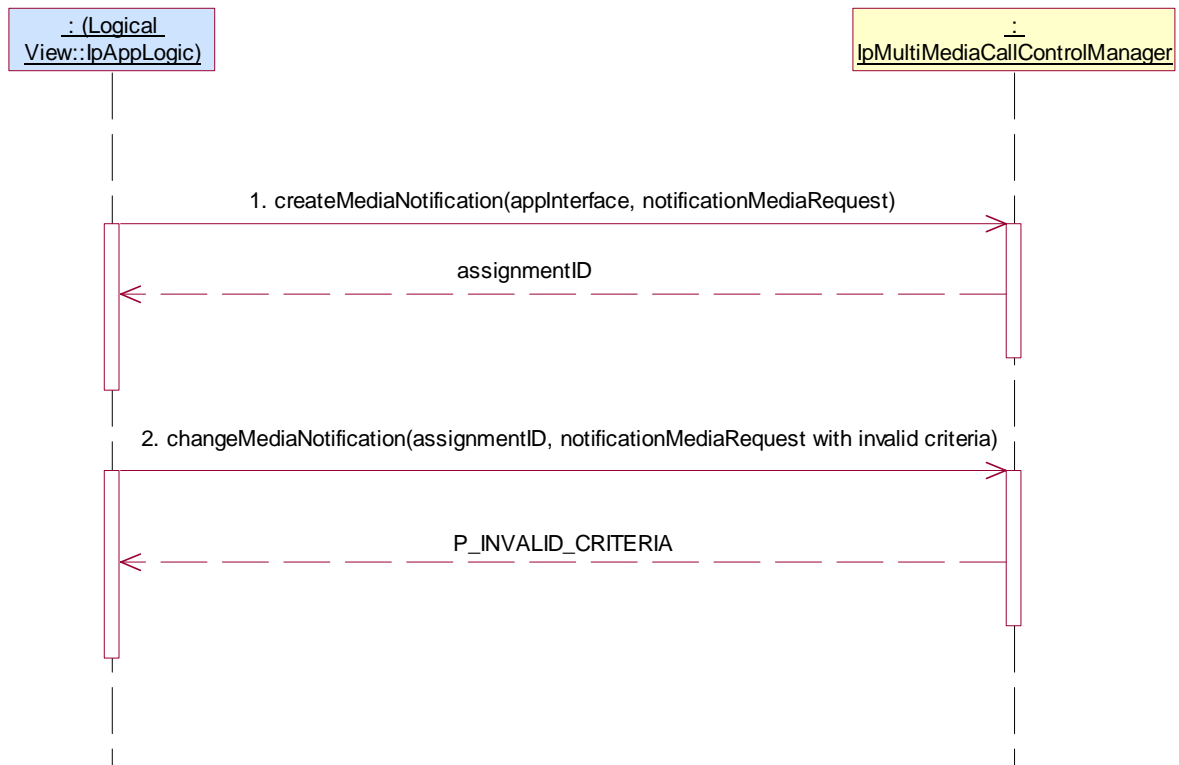 : (Logical
View::IpAppLogic)
:
IpMultiMediaCallControlManager
1. createMediaNotification(appInterface, notificationMediaRequest)
assignmentID
2. changeMediaNotification(assignmentID, notificationMediaRequest with invalid criteria)
P_INVALID_CRITERIA